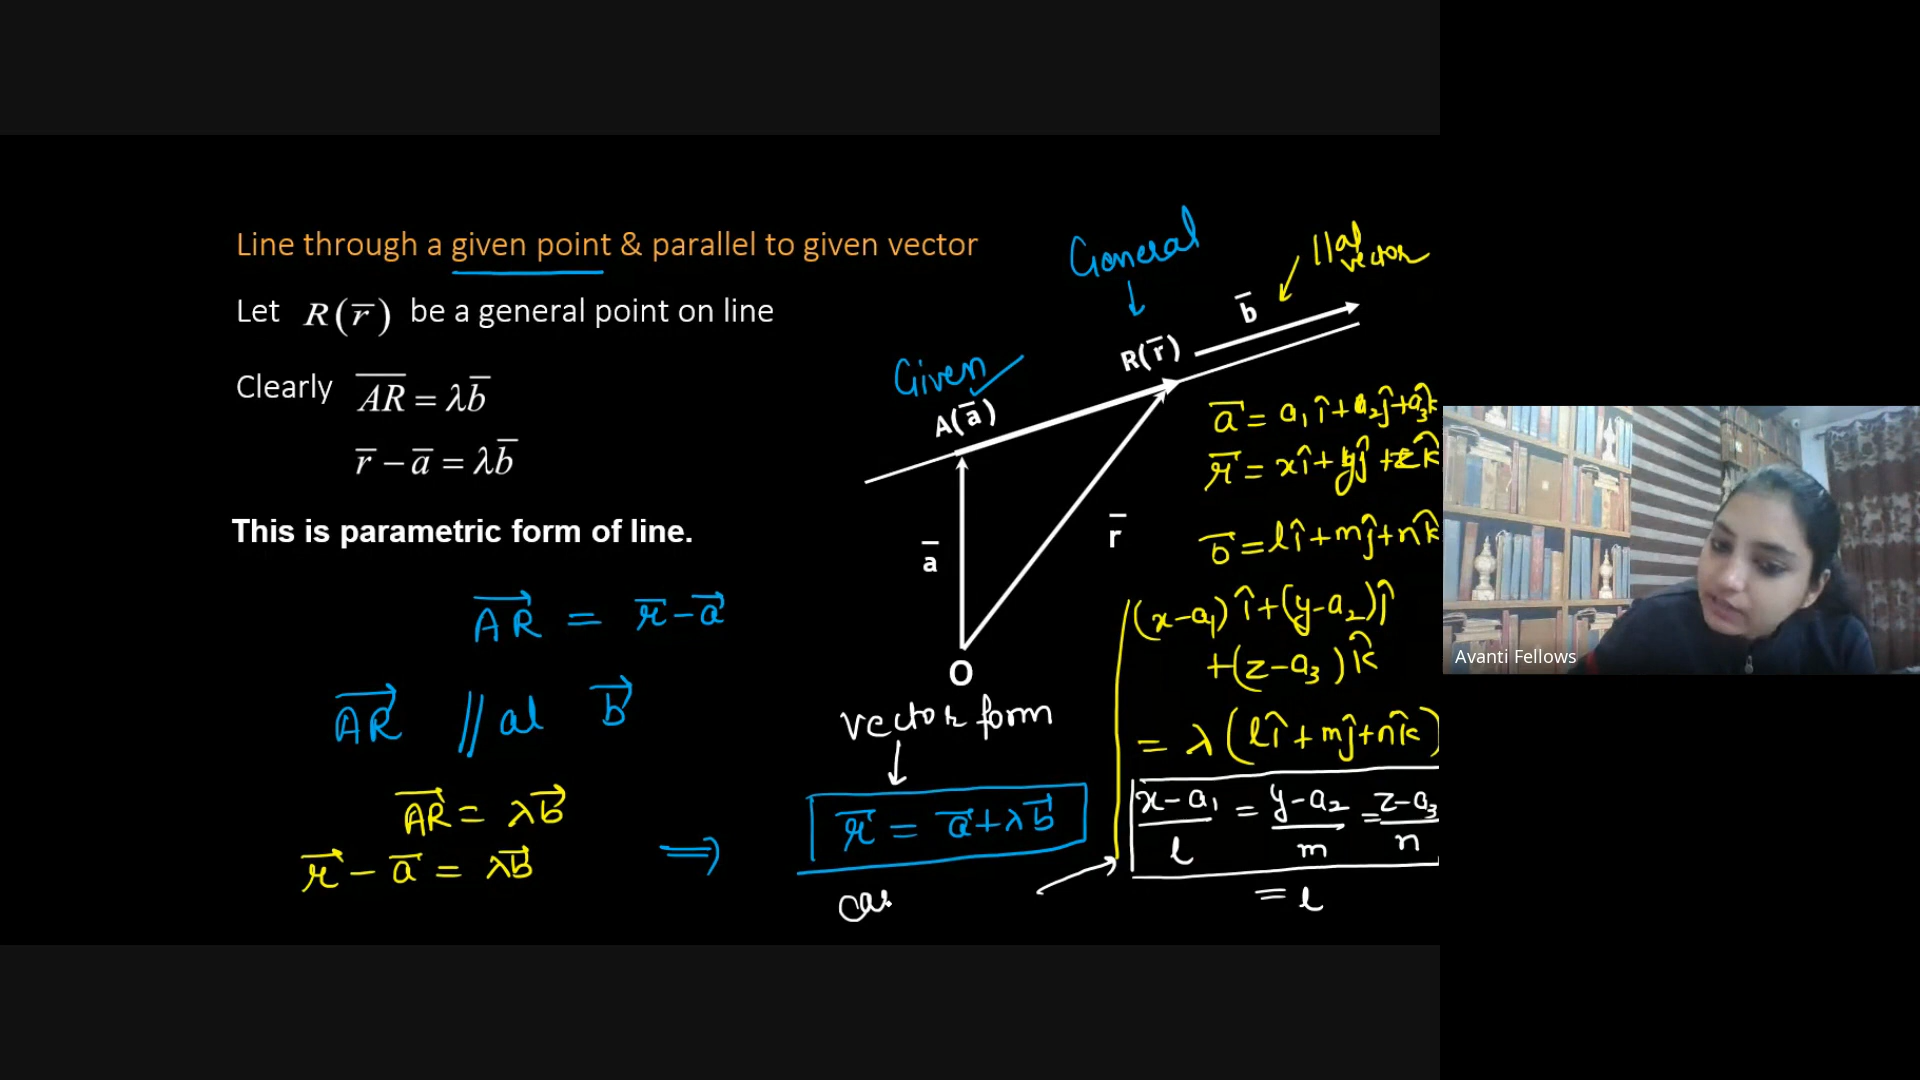 Line through a given point & parallel to given vector
Let R(r̅) be a general point on line
Clearly A̅R̅ = λb̅
r̅ − a̅ = λb̅
This is parametric form of line.
AR⃗ = r̅ − a⃗
AR⃗ // al b⃗
AR⃗ = λb⃗
r⃗ − a⃗ = λb⃗
⇒
General
↓
//al
vector
b̅
R(r̅)
Given ✓
A(a̅)
a̅
r̅
O
vector form
↓
r⃗ = a⃗ + λb⃗
Car
a⃗ = a₁î + a₂ĵ + a₃k̂
r⃗ = xî + yĵ + zk̂
b⃗ = lî + mĵ + nk̂
(x−a₁)î + (y−a₂)ĵ
+(z−a₃)k̂
= λ(lî + mĵ + nk̂)
x−a₁/l = y−a₂/m = z−a₃/n
= l
Avanti Fellows